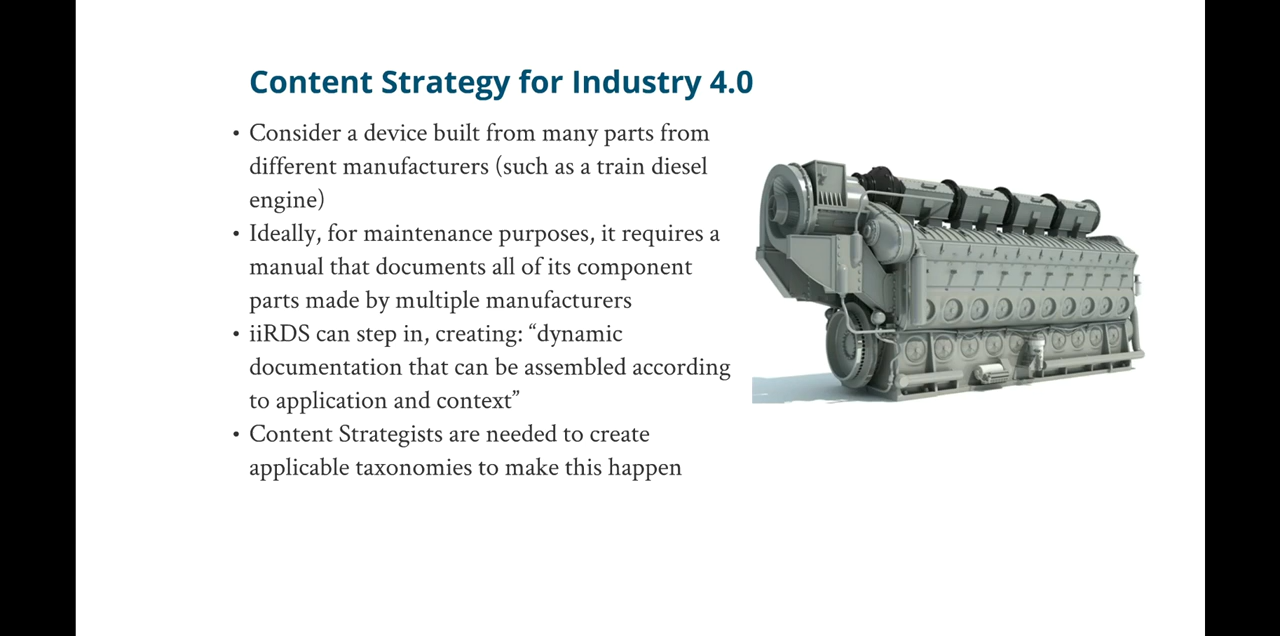 Content Strategy for Industry 4.0
• Consider a device built from many parts from
different manufacturers (such as a train diesel
engine)
• Ideally, for maintenance purposes, it requires a
manual that documents all of its component
parts made by multiple manufacturers
• iiRDS can step in, creating: “dynamic
documentation that can be assembled according
to application and context”
• Content Strategists are needed to create
applicable taxonomies to make this happen